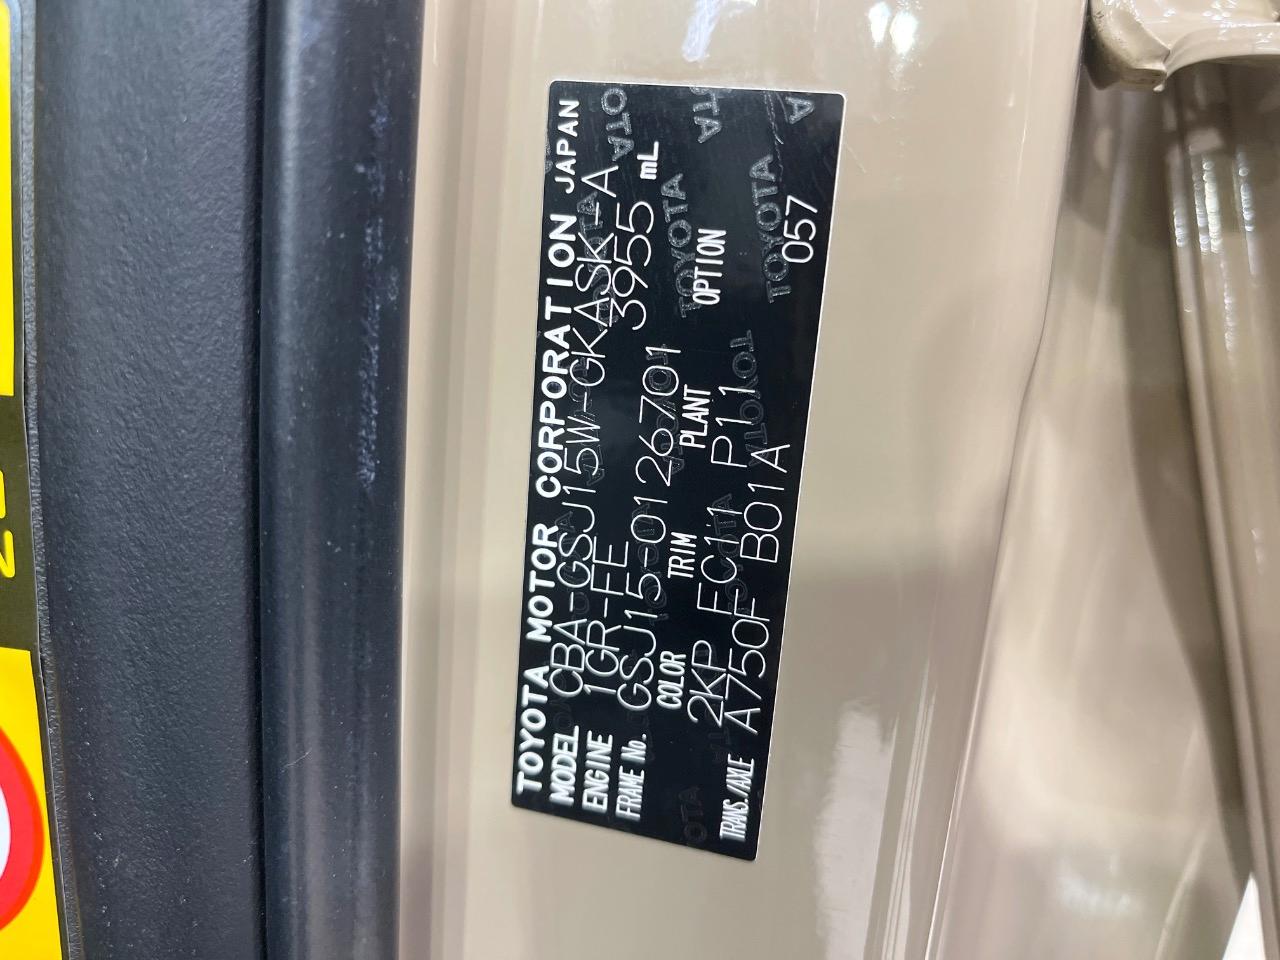 TOYOTA MOTOR CORPORATION JAPAN
MODEL CBA-GSJ15W-GKASK-A
ENGINE 1GR-FE 3955 mL
FRAME No. GSJ15-0126701
COLOR TRIM PLANT OPTION
2KP FC11 P11
TRANS./AXLE A750F B01A 057